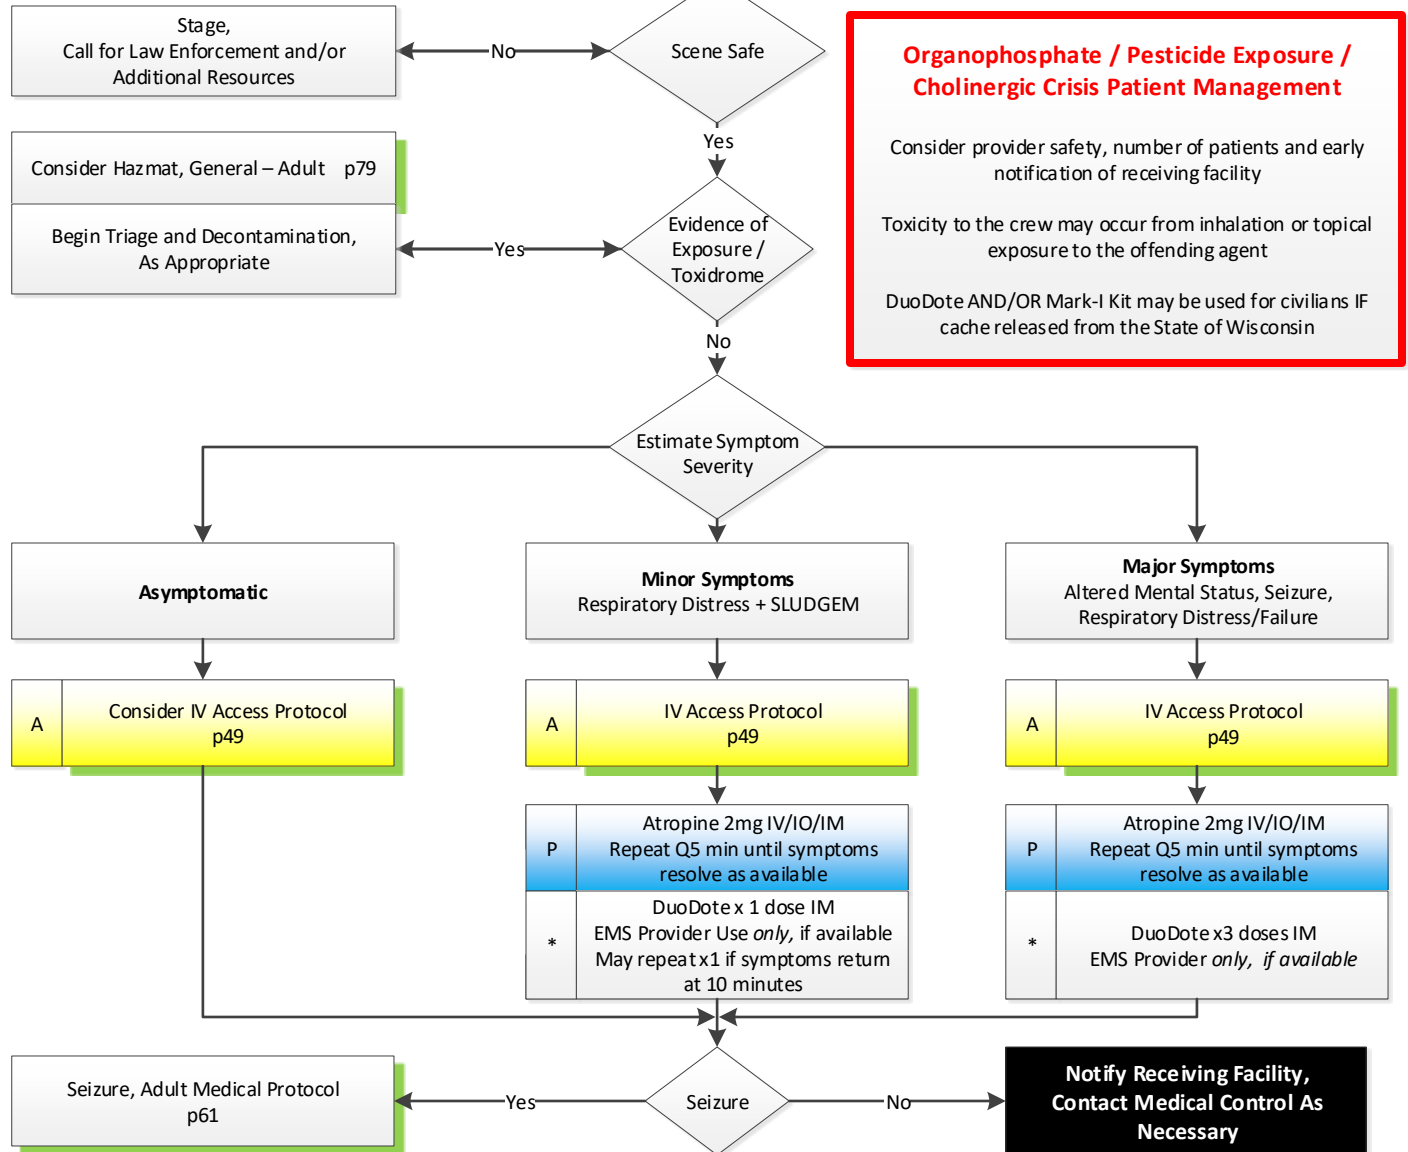 Stage,
Call for Law Enforcement and/or
Additional Resources
No
Scene Safe
Organophosphate / Pesticide Exposure /
Cholinergic Crisis Patient Management
Consider provider safety, number of patients and early
notification of receiving facility
Toxicity to the crew may occur from inhalation or topical
exposure to the offending agent
DuoDote AND/OR Mark-I Kit may be used for civilians IF
cache released from the State of Wisconsin
Yes
Consider Hazmat, General – Adult p79
Begin Triage and Decontamination,
As Appropriate
Yes
Evidence of
Exposure /
Toxidrome
No
Estimate Symptom
Severity
Asymptomatic
Minor Symptoms
Respiratory Distress + SLUDGEM
Major Symptoms
Altered Mental Status, Seizure,
Respiratory Distress/Failure
A
Consider IV Access Protocol
p49
A
IV Access Protocol
p49
A
IV Access Protocol
p49
P
Atropine 2mg IV/IO/IM
Repeat Q5 min until symptoms
resolve as available
P
Atropine 2mg IV/IO/IM
Repeat Q5 min until symptoms
resolve as available
*
DuoDote x 1 dose IM
EMS Provider Use only, if available
May repeat x1 if symptoms return
at 10 minutes
*
DuoDote x3 doses IM
EMS Provider only, if available
Seizure, Adult Medical Protocol
p61
Yes
Seizure
No
Notify Receiving Facility,
Contact Medical Control As
Necessary